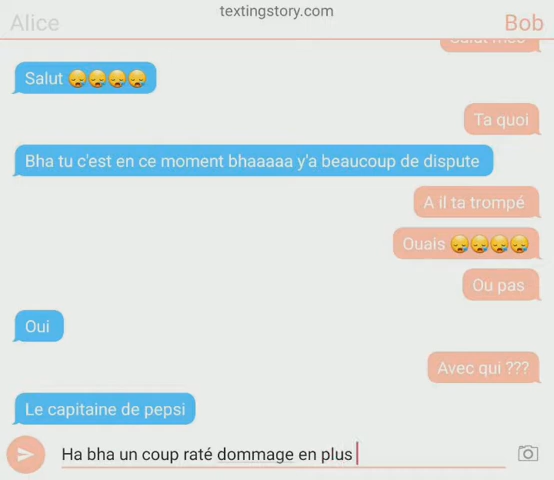 textingstory.com
Alice
Bob
Salut 😪😪😪😪
Ta quoi
Bha tu c'est en ce moment bhaaaaa y'a beaucoup de dispute
A il ta trompé
Ouais 😪😪😪😪
Ou pas
Oui
Avec qui ???
Le capitaine de pepsi
Ha bha un coup raté dommage en plus